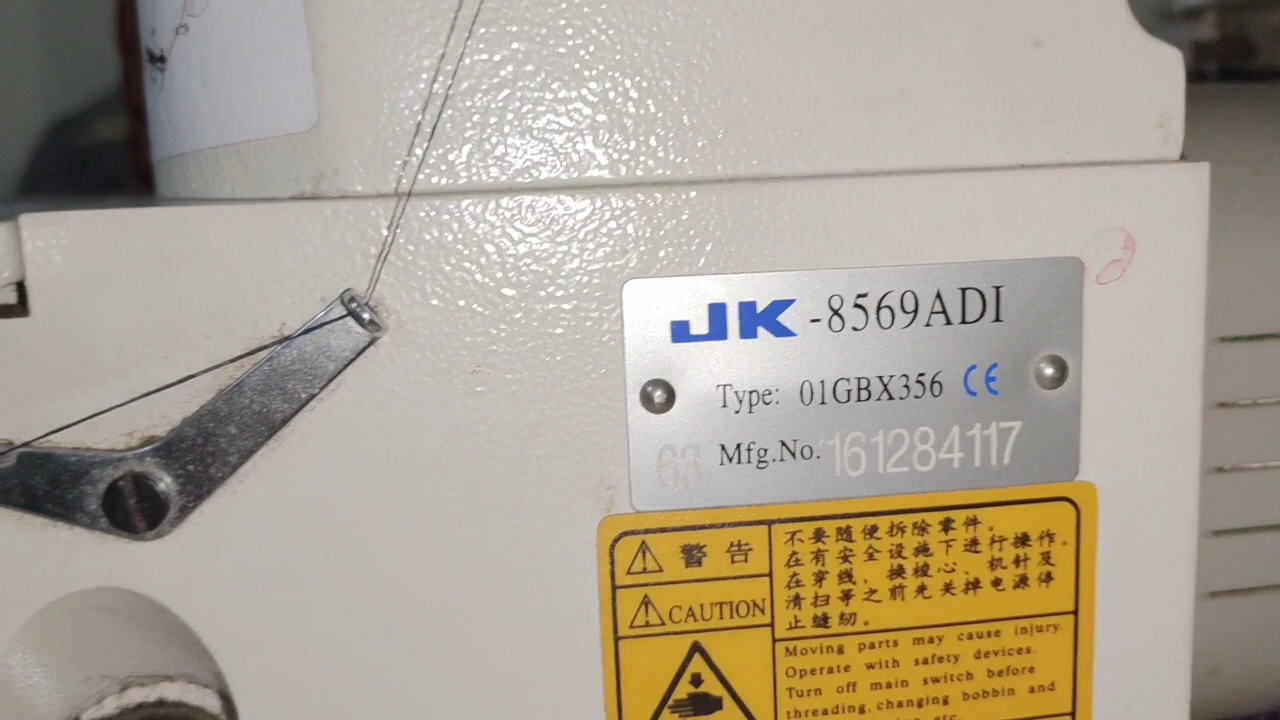 JK-8569ADI
Type: 01GBX356 CE
63 Mfg.No. 161284117
警告
CAUTION
不要随便拆除零件。
在有安全设施下进行操作。
在穿线，换梭心、机针及
清扫等之前先关掉电源停
止缝纫。
Moving parts may cause injury.
Operate with safety devices.
Turn off main switch before
threading, changing bobbin and
etc.